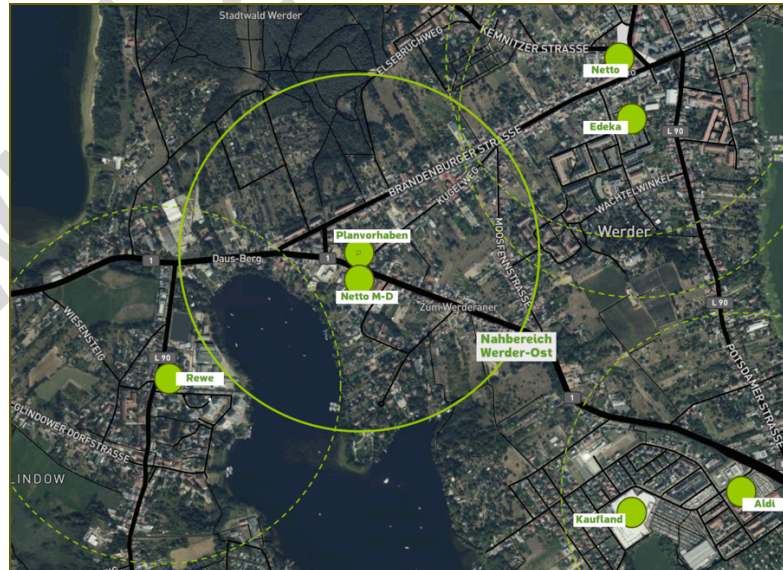 Stadtwald Werder
KEMNITZER STRASSE
ELSEBRUCHWEG
Netto
Edeka
L 90
BRANDENBURGER STRASSE
KUGELWEG
WACHTELWINKEL
MOOSFENNSTRASSE
Werder
Planvorhaben
P
1
Daus-Berg
1
Netto M-D
Zum Werderaner
L 90
WIESENSTEIG
Nahbereich
Werder-Ost
L 90
Rewe
POTSDAMER STRASSE
1
GLINDOWER DORFSTRASSE
LINDOW
Kaufland
Aldi